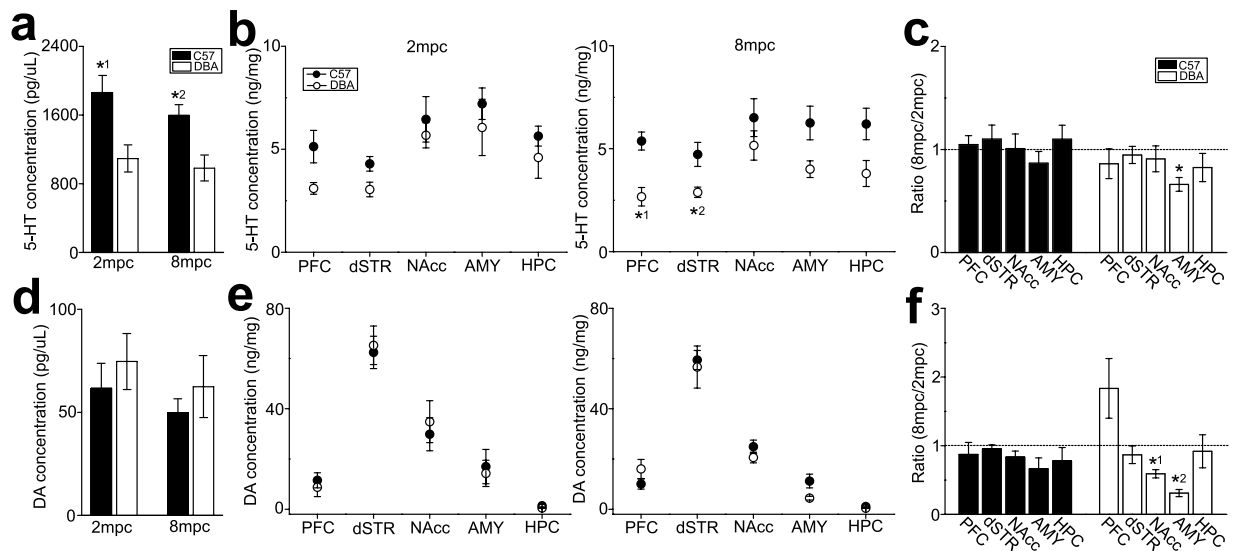 a
2400
1600
800
0
5-HT concentration (pg/uL)
C57
DBA
*1
*2
2mpc 8mpc
b
10
5
0
5-HT concentration (ng/mg)
2mpc
C57
DBA
PFC dSTR NAcc AMY HPC
10
5
0
5-HT concentration (ng/mg)
8mpc
*1
*2
PFC dSTR NAcc AMY HPC
c
2
1
0
Ratio (8mpc/2mpc)
C57
DBA
*
PFC dSTR NAcc AMY HPC PFC dSTR NAcc AMY HPC
d
100
50
0
DA concentration (pg/uL)
2mpc 8mpc
e
80
40
0
DA concentration (ng/mg)
PFC dSTR NAcc AMY HPC
80
40
0
DA concentration (ng/mg)
PFC dSTR NAcc AMY HPC
f
3
2
1
0
Ratio (8mpc/2mpc)
*1
*2
PFC dSTR NAcc AMY HPC PFC dSTR NAcc AMY HPC